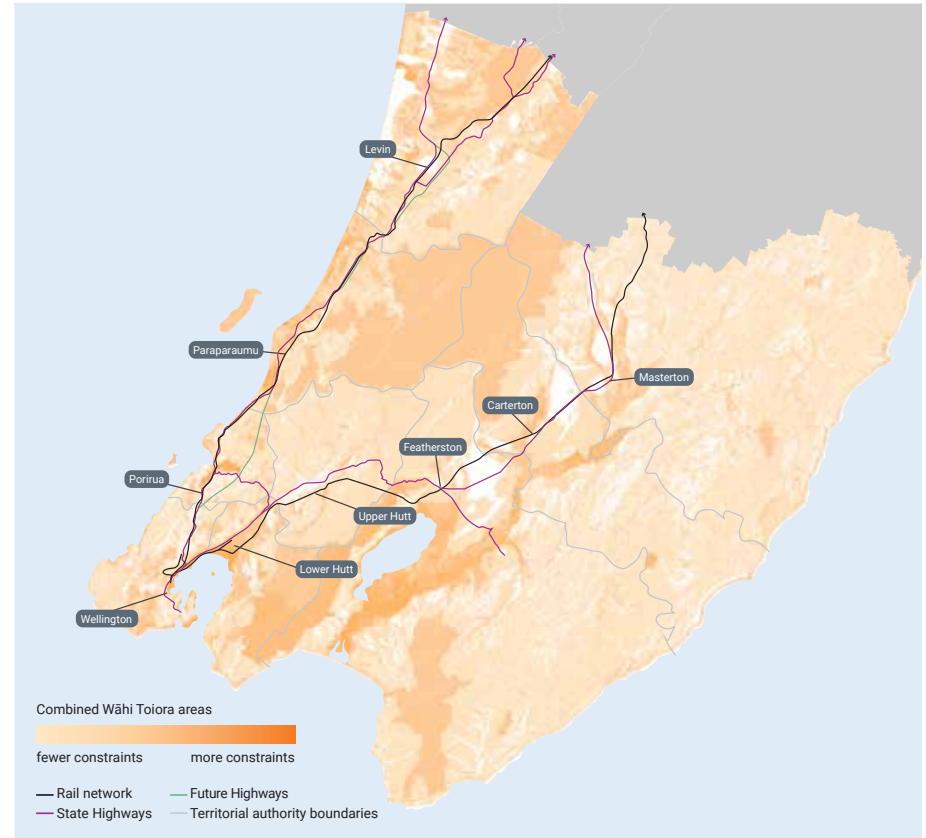 Levin
Paraparaumu
Masterton
Carterton
Featherston
Porirua
Upper Hutt
Lower Hutt
Wellington
Combined Wāhi Toiora areas
fewer constraints more constraints
Rail network Future Highways
State Highways Territorial authority boundaries